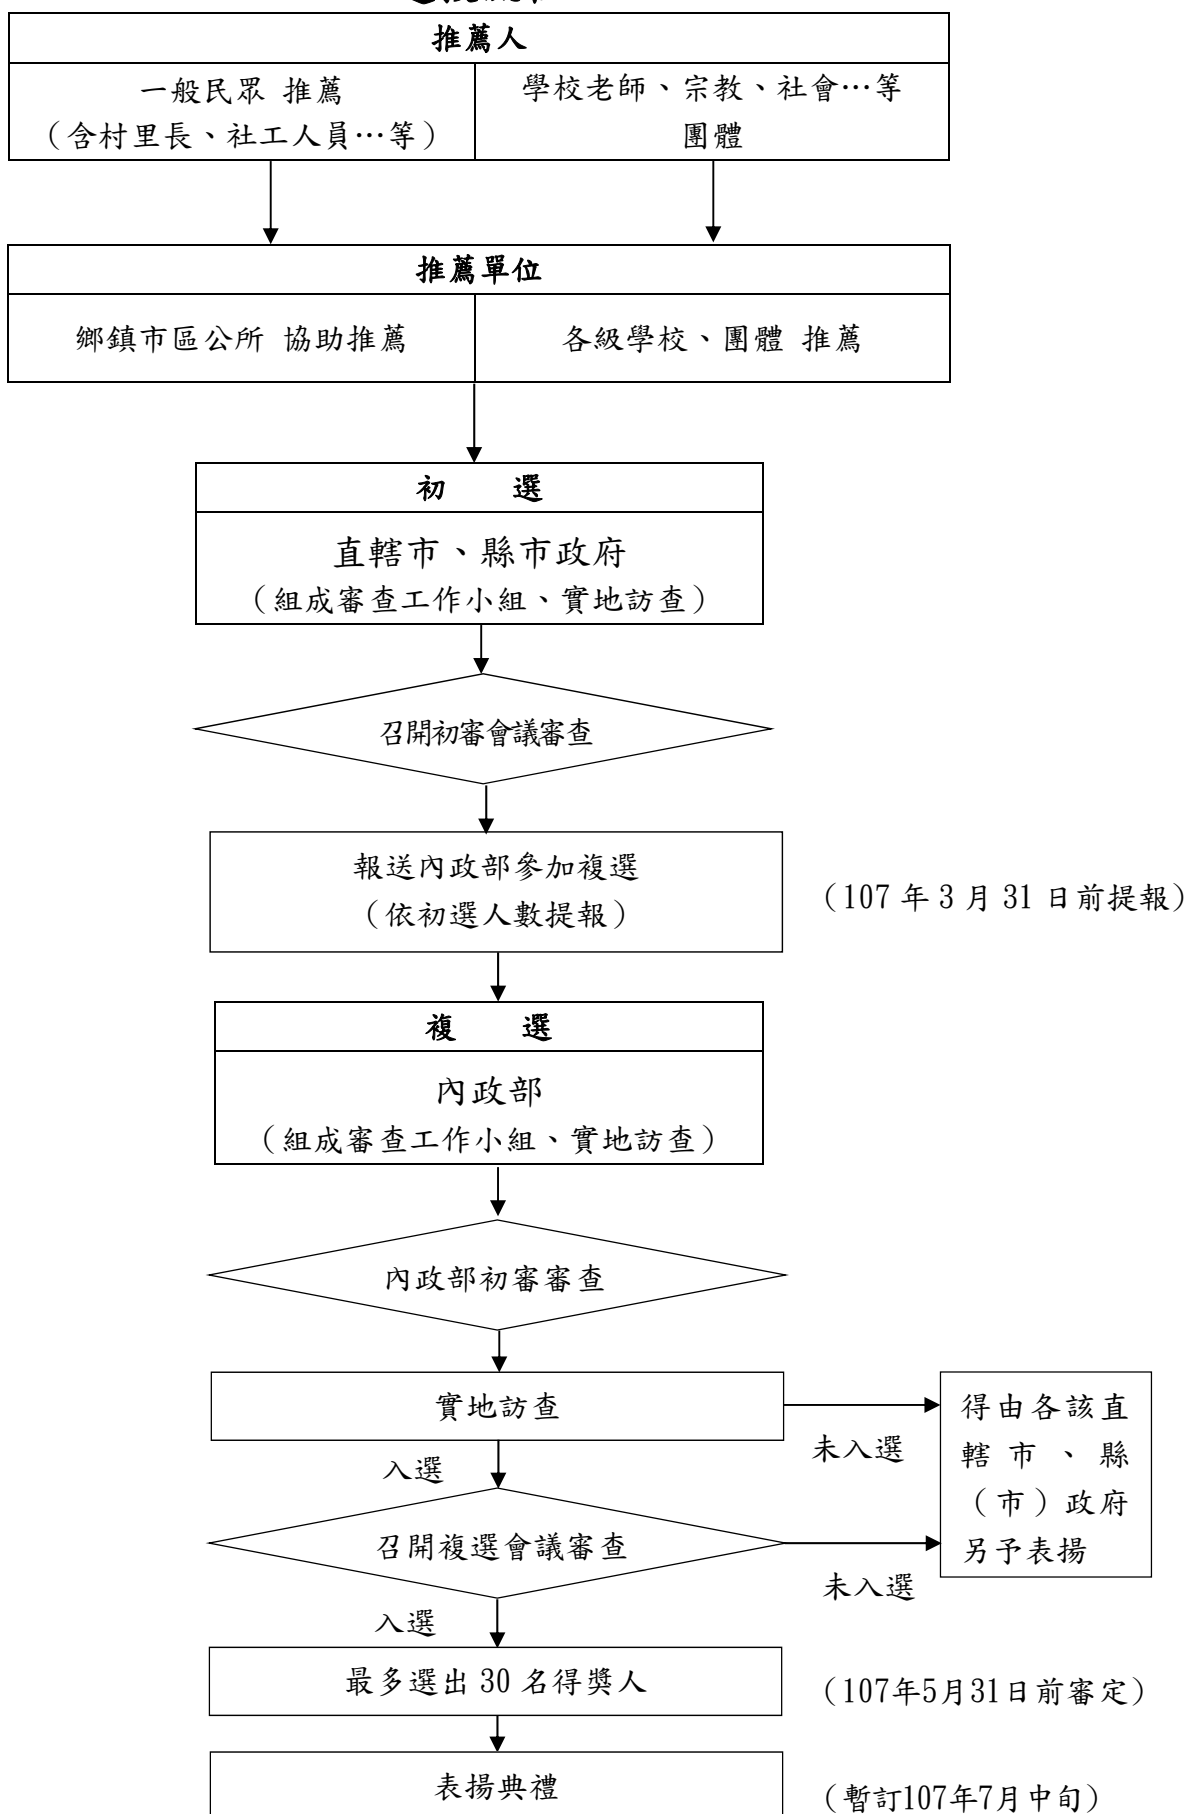 推薦人
一般民眾 推薦
（含村里長、社工人員…等）
學校老師、宗教、社會…等
團體
推薦單位
鄉鎮市區公所 協助推薦
各級學校、團體 推薦
初 選
直轄市、縣市政府
（組成審查工作小組、實地訪查）
召開初審會議審查
報送內政部參加複選
（依初選人數提報）
（107 年 3 月 31 日前提報）
複 選
內政部
（組成審查工作小組、實地訪查）
內政部初審審查
實地訪查
未入選
得由各該直
轄市、縣
（市）政府
另予表揚
入選
召開複選會議審查
未入選
入選
最多選出 30 名得獎人
（107年5月31日前審定）
表揚典禮
（暫訂107年7月中旬）